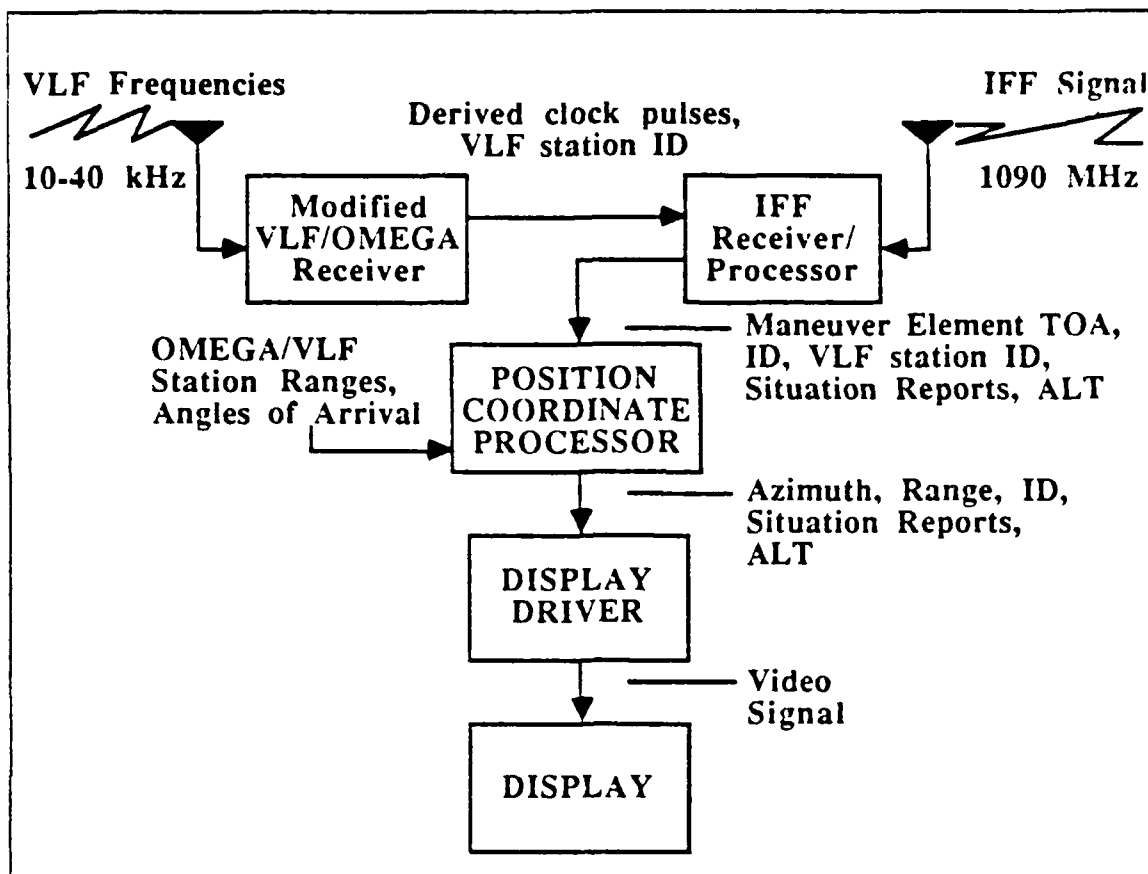 VLF Frequencies
10-40 kHz
Derived clock pulses,
VLF station ID
IFF Signal
1090 MHz
Modified
VLF/OMEGA
Receiver
IFF
Receiver/
Processor
OMEGA/VLF
Station Ranges,
Angles of Arrival
POSITION
COORDINATE
PROCESSOR
Maneuver Element TOA,
ID, VLF station ID,
Situation Reports, ALT
Azimuth, Range, ID,
Situation Reports,
ALT
DISPLAY
DRIVER
Video
Signal
DISPLAY